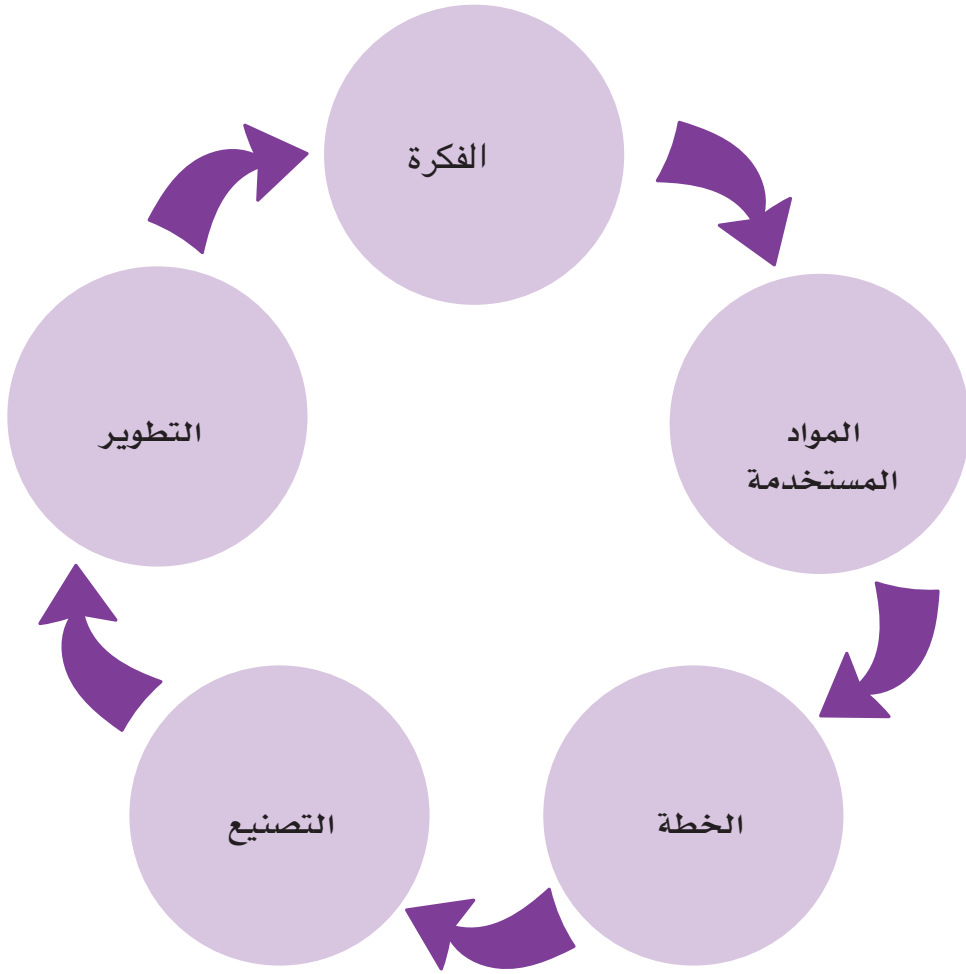 الفكرة
المواد
المستخدمة
الخطة
التصنيع
التطوير